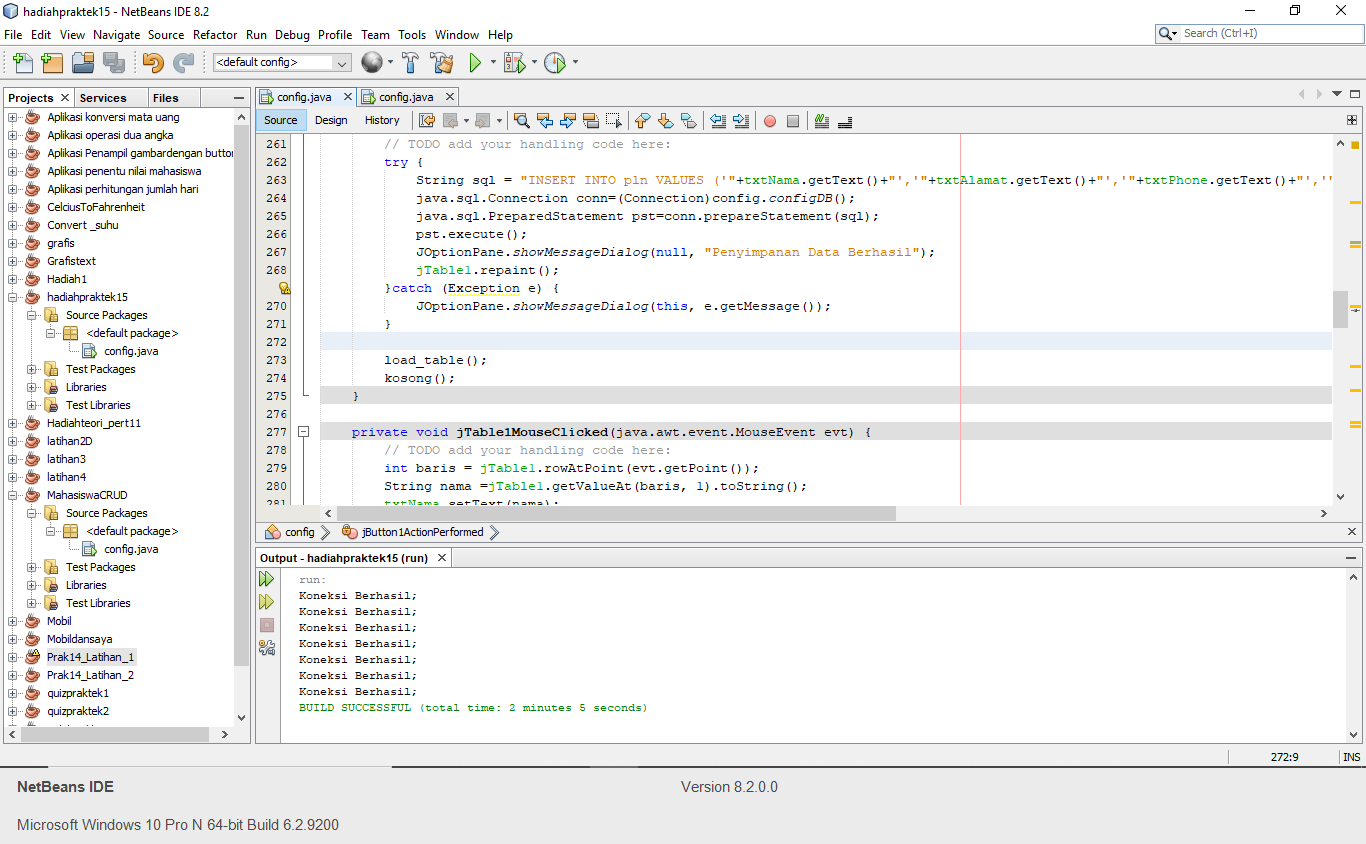 hadiahpraktek15 - NetBeans IDE 8.2
File Edit View Navigate Source Refactor Run Debug Profile Team Tools Window Help
Search (Ctrl+I)
<default config>
Projects Services Files
Aplikasi konversi mata uang
Aplikasi operasi dua angka
Aplikasi Penampil gambardengan buttor
Aplikasi penentu nilai mahasiswa
Aplikasi perhitungan jumlah hari
CelciusToFahrenheit
Convert _suhu
grafis
Grafistext
Hadiah1
hadiahpraktek15
Source Packages
<default package>
config.java
Test Packages
Libraries
Test Libraries
Hadiahteori_pert11
latihan2D
latihan3
latihan4
MahasiswaCRUD
Source Packages
<default package>
config.java
Test Packages
Libraries
Test Libraries
Mobil
Mobildansaya
Prak14_Latihan_1
Prak14_Latihan_2
quizpraktek1
quizpraktek2
config.java config.java
Source Design History
261 // TODO add your handling code here:
262 try {
263 String sql = "INSERT INTO pln VALUES ('"+txtNama.getText()+"','"+txtAlamat.getText()+"','"+txtPhone.getText()+"','"
264 java.sql.Connection conn=(Connection)config.configDB();
265 java.sql.PreparedStatement pst=conn.prepareStatement(sql);
266 pst.execute();
267 JOptionPane.showMessageDialog(null, "Penyimpanan Data Berhasil");
268 jTable1.repaint();
}catch (Exception e) {
270 JOptionPane.showMessageDialog(this, e.getMessage());
271 }
272
273 load_table();
274 kosong();
275 }
276
277 private void jTable1MouseClicked(java.awt.event.MouseEvent evt) {
278 // TODO add your handling code here:
279 int baris = jTable1.rowAtPoint(evt.getPoint());
280 String nama =jTable1.getValueAt(baris, 1).toString();
281 txtNama.setText(nama);
config jButton1ActionPerformed
Output - hadiahpraktek15 (run)
run:
Koneksi Berhasil;
Koneksi Berhasil;
Koneksi Berhasil;
Koneksi Berhasil;
Koneksi Berhasil;
Koneksi Berhasil;
Koneksi Berhasil;
BUILD SUCCESSFUL (total time: 2 minutes 5 seconds)
272:9 INS
NetBeans IDE Version 8.2.0.0
Microsoft Windows 10 Pro N 64-bit Build 6.2.9200